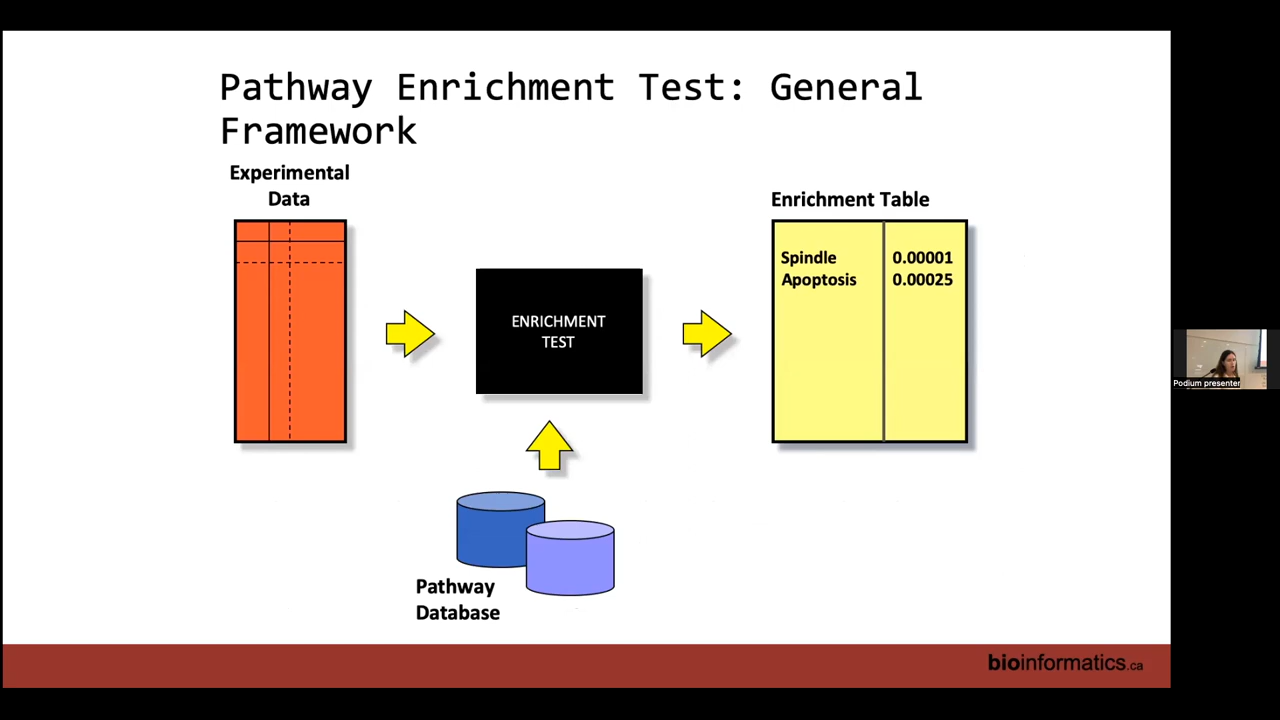 Pathway Enrichment Test: General
Framework
Experimental
Data
Enrichment Table
Spindle 0.00001
Apoptosis 0.00025
ENRICHMENT
TEST
Pathway
Database
Podium presenter
bioinformatics.ca